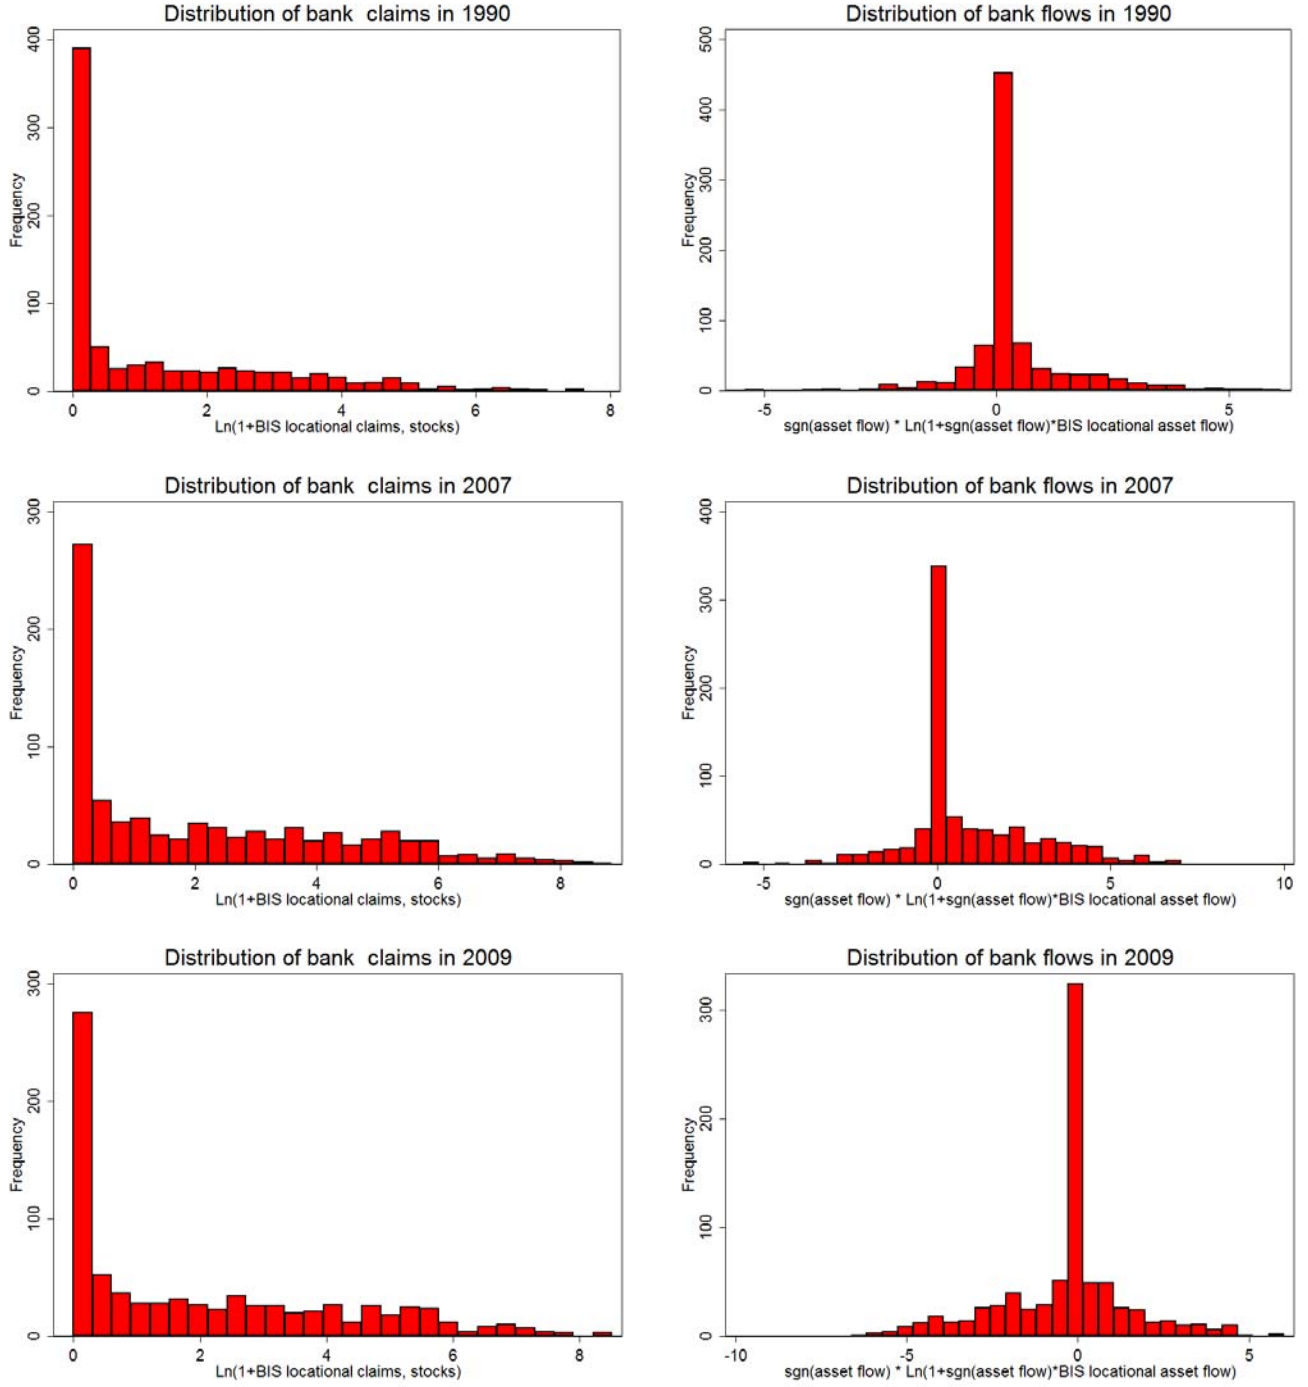 Distribution of bank  claims in 1990
Frequency
400
300
200
100
0
0 2 4 6 8
Ln(1+BIS locational claims, stocks)
Distribution of bank flows in 1990
Frequency
500
400
300
200
100
0
-5 0 5
sgn(asset flow) * Ln(1+sgn(asset flow)*BIS locational asset flow)
Distribution of bank  claims in 2007
Frequency
300
200
100
0
0 2 4 6 8
Ln(1+BIS locational claims, stocks)
Distribution of bank flows in 2007
Frequency
400
300
200
100
0
-5 0 5 10
sgn(asset flow) * Ln(1+sgn(asset flow)*BIS locational asset flow)
Distribution of bank  claims in 2009
Frequency
300
200
100
0
0 2 4 6 8
Ln(1+BIS locational claims, stocks)
Distribution of bank flows in 2009
Frequency
300
200
100
0
-10 -5 0 5
sgn(asset flow) * Ln(1+sgn(asset flow)*BIS locational asset flow)